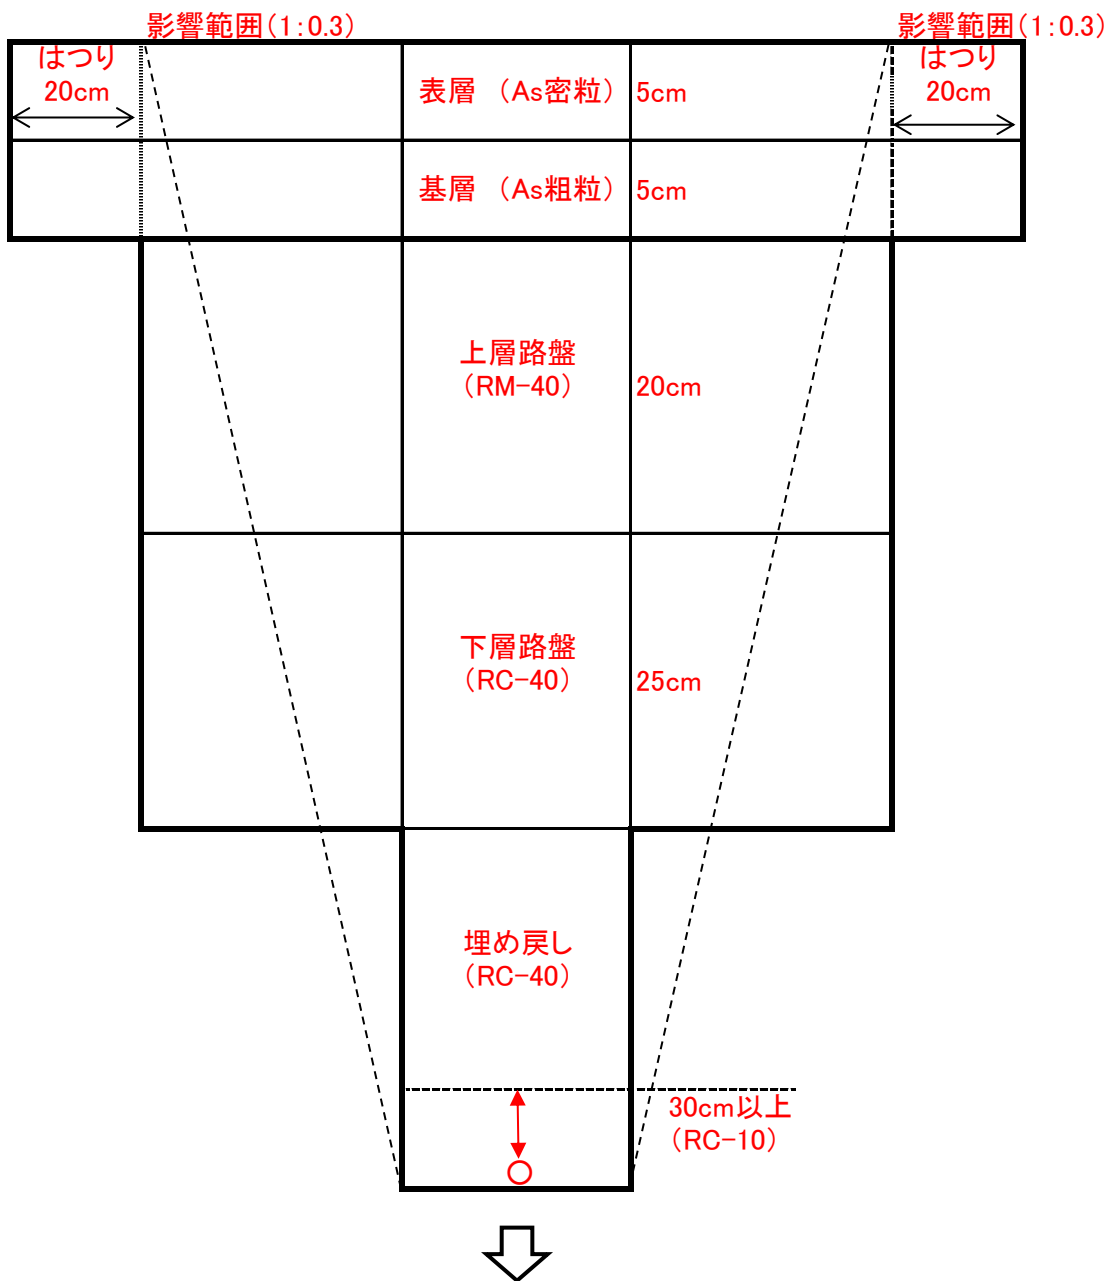 影響範囲(1:0.3)
影響範囲(1:0.3)
はつり
20cm
表層 (As密粒) 5cm
はつり
20cm
基層 (As粗粒) 5cm
上層路盤
(RM-40) 20cm
下層路盤
(RC-40) 25cm
埋め戻し
(RC-40)
30cm以上
(RC-10)